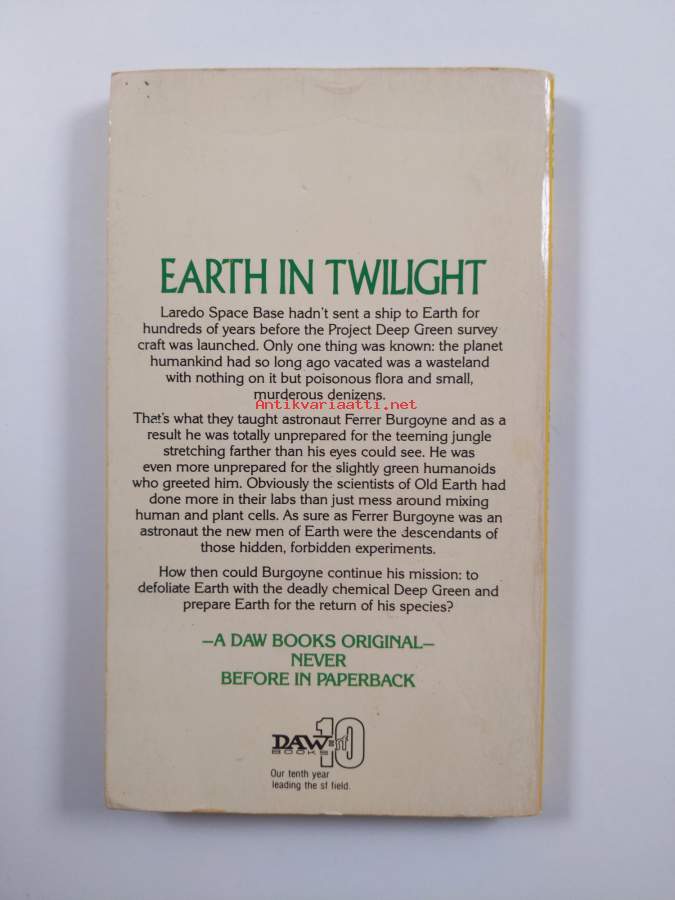 EARTH IN TWILIGHT
Laredo Space Base hadn't sent a ship to Earth for
hundreds of years before the Project Deep Green survey
craft was launched. Only one thing was known: the planet
humankind had so long ago vacated was a wasteland
with nothing on it but poisonous flora and small,
murderous denizens.
Antikvariaatti.net
That's what they taught astronaut Ferrer Burgoyne and as a
result he was totally unprepared for the teeming jungle
stretching farther than his eyes could see. He was
even more unprepared for the slightly green humanoids
who greeted him. Obviously the scientists of Old Earth had
done more in their labs than just mess around mixing
human and plant cells. As sure as Ferrer Burgoyne was an
astronaut the new men of Earth were the descendants of
those hidden, forbidden experiments.
How then could Burgoyne continue his mission: to
defoliate Earth with the deadly chemical Deep Green and
prepare Earth for the return of his species?
—A DAW BOOKS ORIGINAL—
NEVER
BEFORE IN PAPERBACK
DAW sf 10
BOOKS
Our tenth year
leading the sf field.